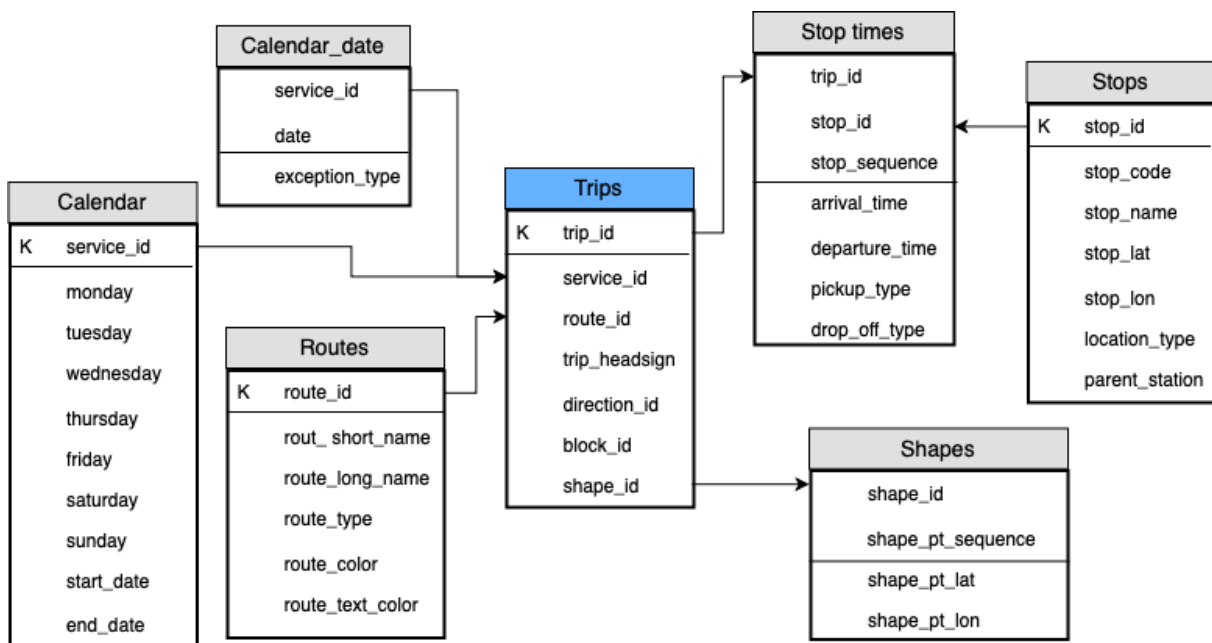 Calendar_date
service_id
date
exception_type
Calendar
K service_id
monday
tuesday
wednesday
thursday
friday
saturday
sunday
start_date
end_date
Routes
K route_id
rout_ short_name
route_long_name
route_type
route_color
route_text_color
Trips
K trip_id
service_id
route_id
trip_headsign
direction_id
block_id
shape_id
Stop times
trip_id
stop_id
stop_sequence
arrival_time
departure_time
pickup_type
drop_off_type
Stops
K stop_id
stop_code
stop_name
stop_lat
stop_lon
location_type
parent_station
Shapes
shape_id
shape_pt_sequence
shape_pt_lat
shape_pt_lon